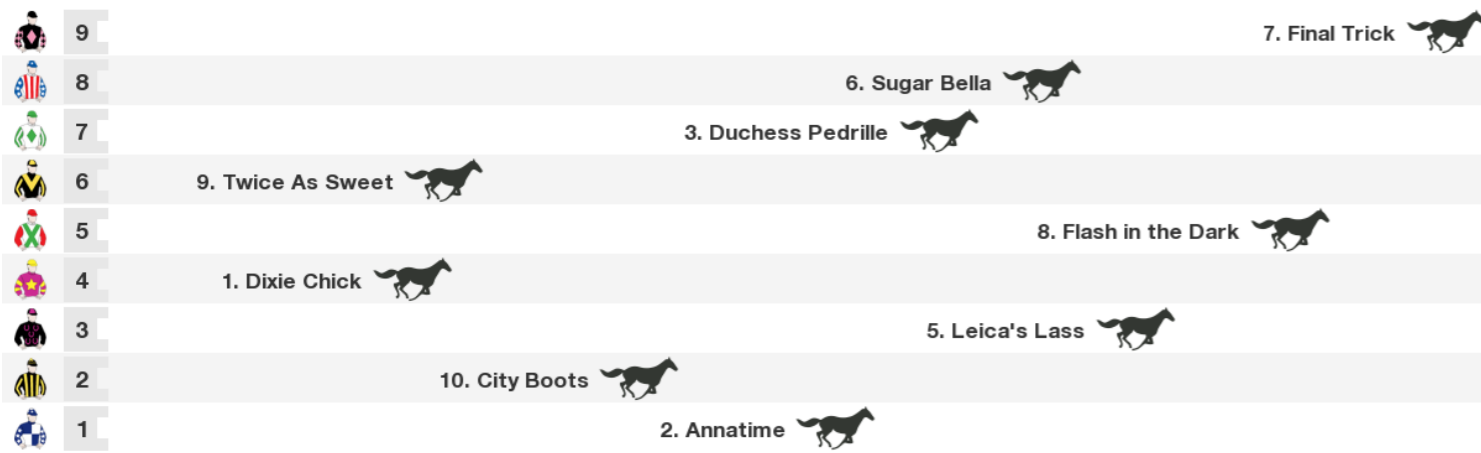 9 7. Final Trick
8 6. Sugar Bella
7 3. Duchess Pedrille
6 9. Twice As Sweet
5 8. Flash in the Dark
4 1. Dixie Chick
3 5. Leica's Lass
2 10. City Boots
1 2. Annatime